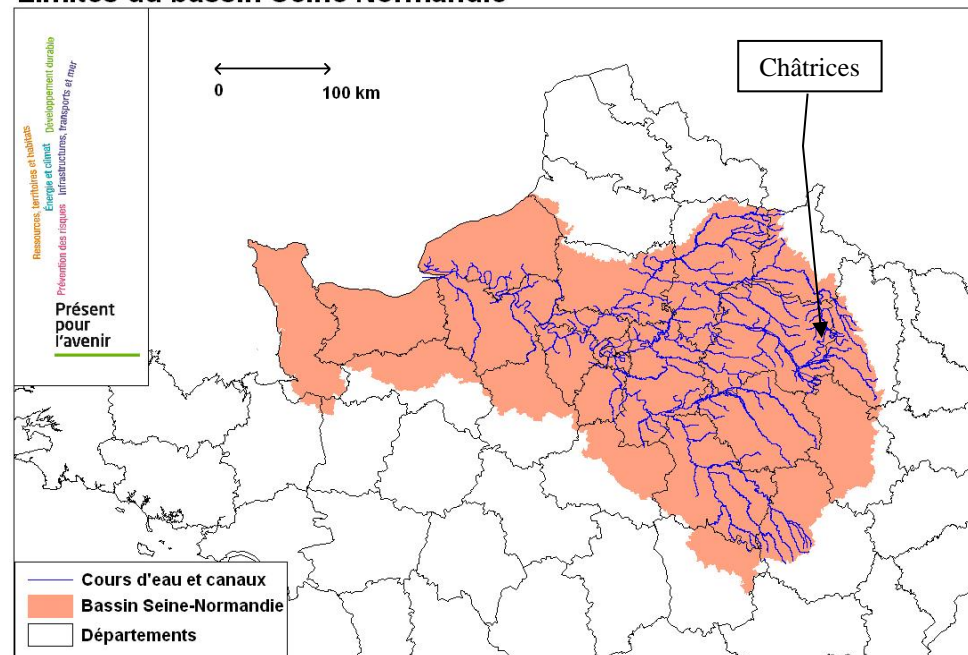 Limites du bassin Seine Normandie
Ressources, territoires et habitats
Énergie et climat
Développement durable
Prévention des risques
Infrastructures, transports et mer
Présent
pour
l'avenir
0
100 km
Châtrices
Cours d'eau et canaux
Bassin Seine-Normandie
Départements